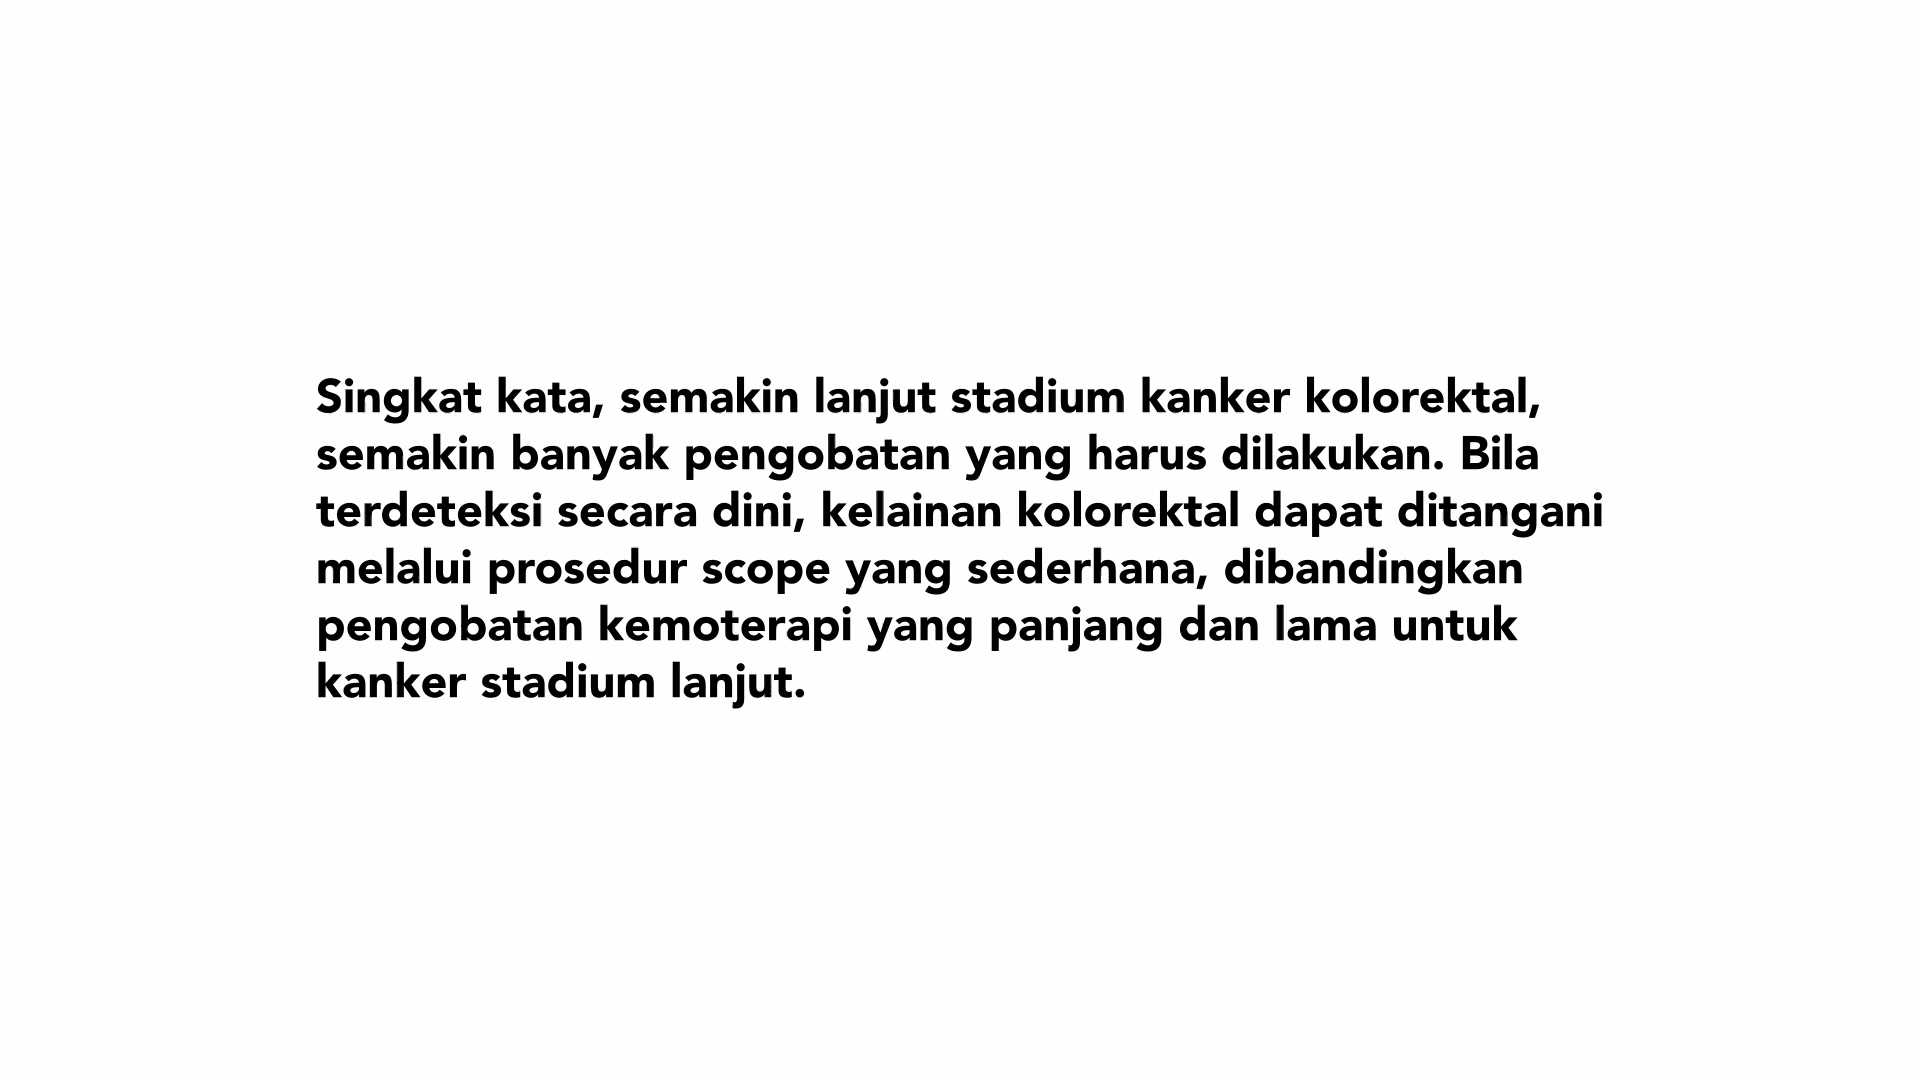 Singkat kata, semakin lanjut stadium kanker kolorektal,
semakin banyak pengobatan yang harus dilakukan. Bila
terdeteksi secara dini, kelainan kolorektal dapat ditangani
melalui prosedur scope yang sederhana, dibandingkan
pengobatan kemoterapi yang panjang dan lama untuk
kanker stadium lanjut.